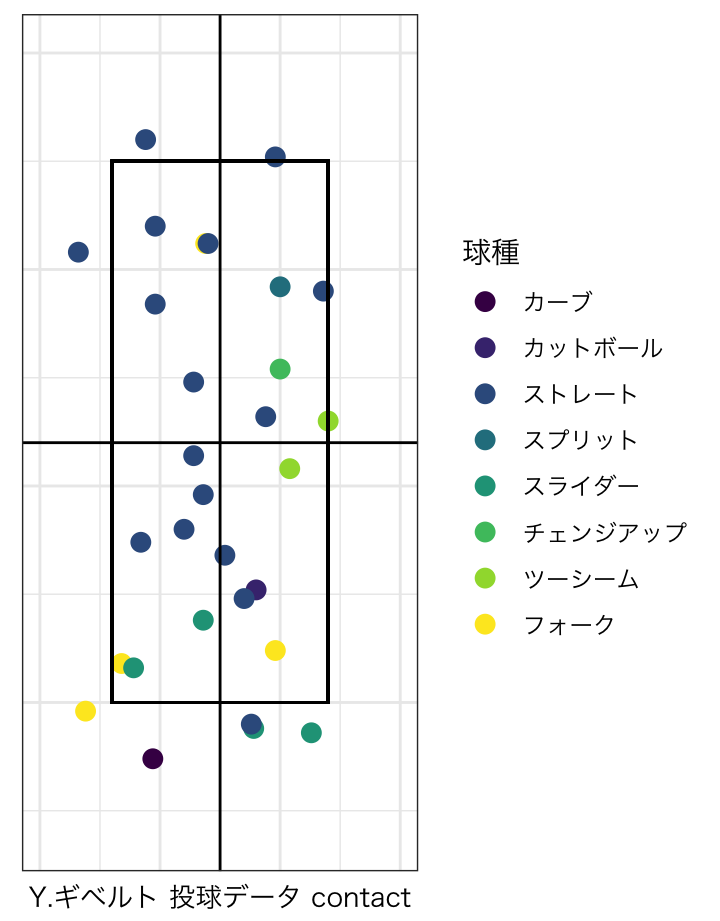 球種
カーブ
カットボール
ストレート
スプリット
スライダー
チェンジアップ
ツーシーム
フォーク
Y.ギベルト 投球データ contact